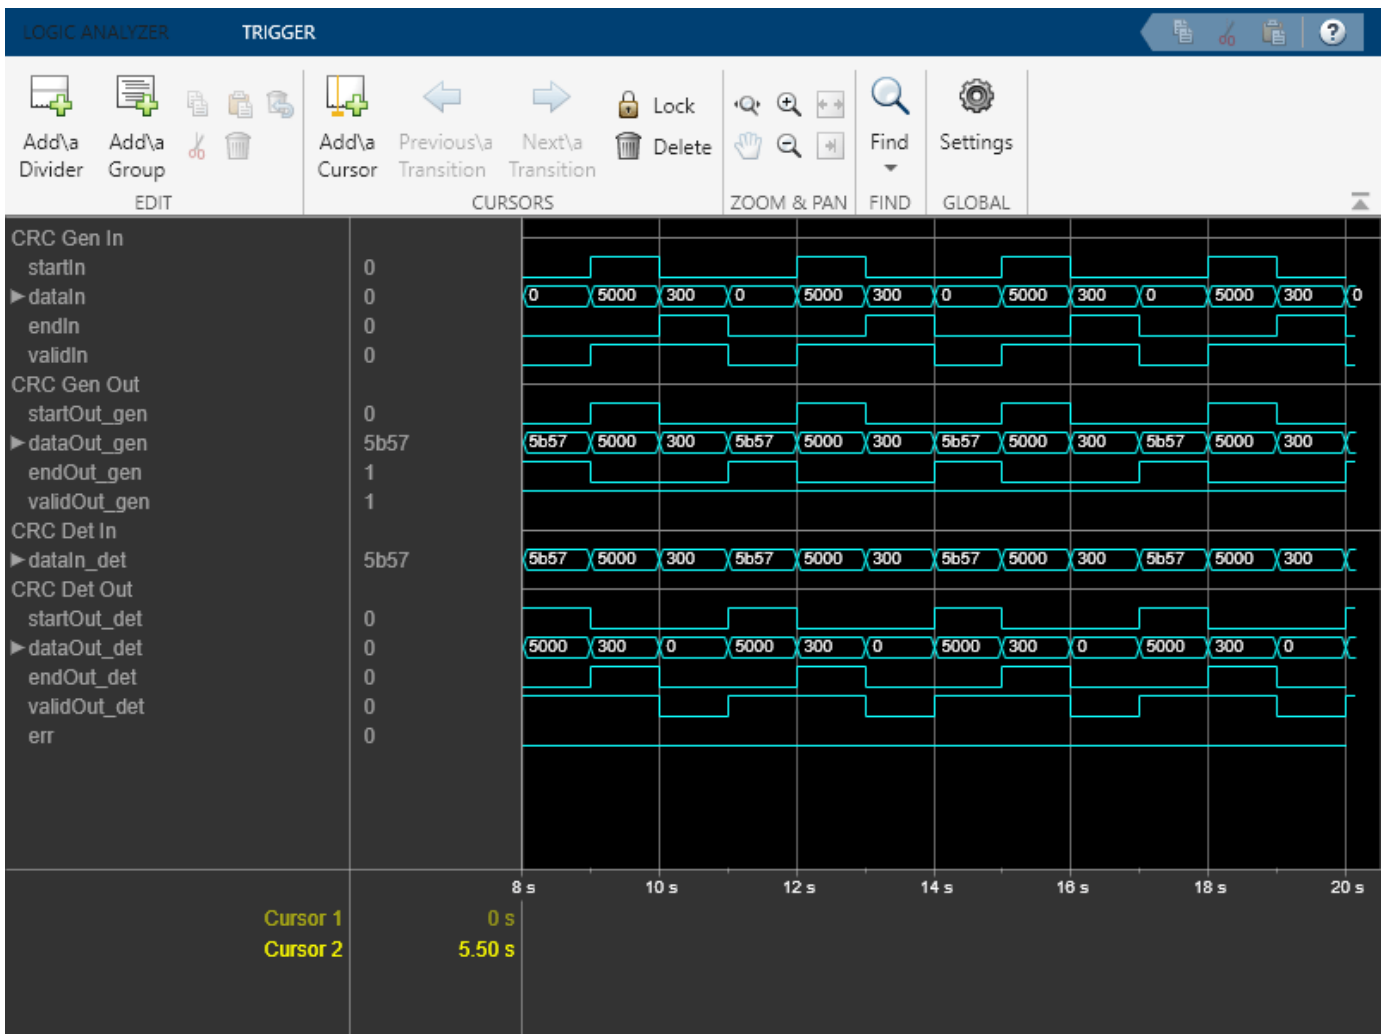 LOGIC ANALYZER TRIGGER ?
Add\a Divider Add\a Group Add\a Cursor Previous\a Transition Next\a Transition Lock Delete Find Settings
EDIT CURSORS ZOOM & PAN FIND GLOBAL
CRC Gen In
startIn 0
dataIn 0 0 5000 300 0 5000 300 0 5000 300 0 5000 300 0
endIn 0
validIn 0
CRC Gen Out
startOut_gen 0
dataOut_gen 5b57 5b57 5000 300 5b57 5000 300 5b57 5000 300 5b57 5000 300
endOut_gen 1
validOut_gen 1
CRC Det In
dataIn_det 5b57 5b57 5000 300 5b57 5000 300 5b57 5000 300 5b57 5000 300
CRC Det Out
startOut_det 0
dataOut_det 0 5000 300 0 5000 300 0 5000 300 0 5000 300 0
endOut_det 0
validOut_det 0
err 0
8 s 10 s 12 s 14 s 16 s 18 s 20 s
Cursor 1 0 s
Cursor 2 5.50 s